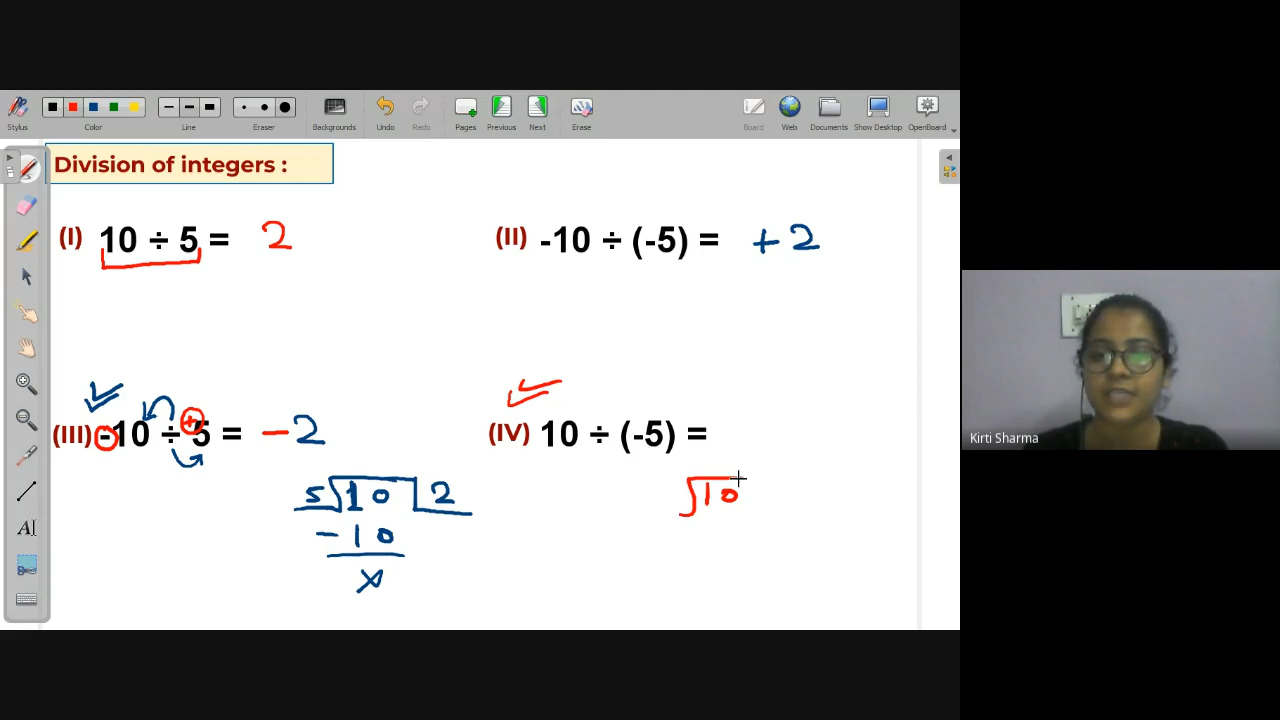 Stylus Color Line Eraser Backgrounds Undo Redo Pages Previous Next Erase Board Web Documents Show Desktop OpenBoard
Division of integers :
(I) 10 ÷ 5 = 2
(II) -10 ÷ (-5) = +2
(III) -10 ÷ + 5 = -2
5 10 2
- 10
x
(IV) 10 ÷ (-5) =
10
A
Kirti Sharma